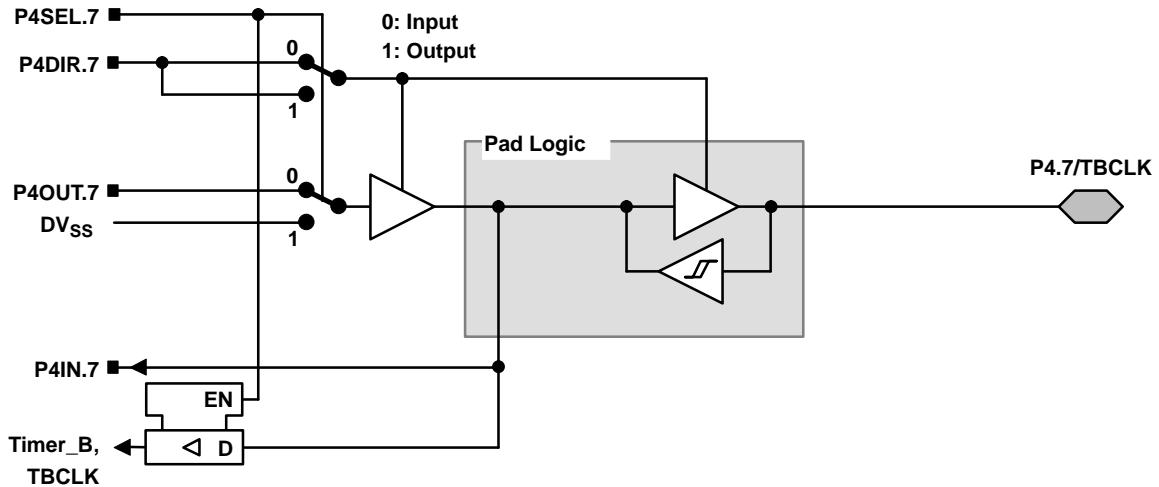 P4SEL.7
0: Input
1: Output
P4DIR.7
0
1
Pad Logic
P4.7/TBCLK
P4OUT.7
0
DVSS
1
P4IN.7
EN
Timer_B,
TBCLK
D